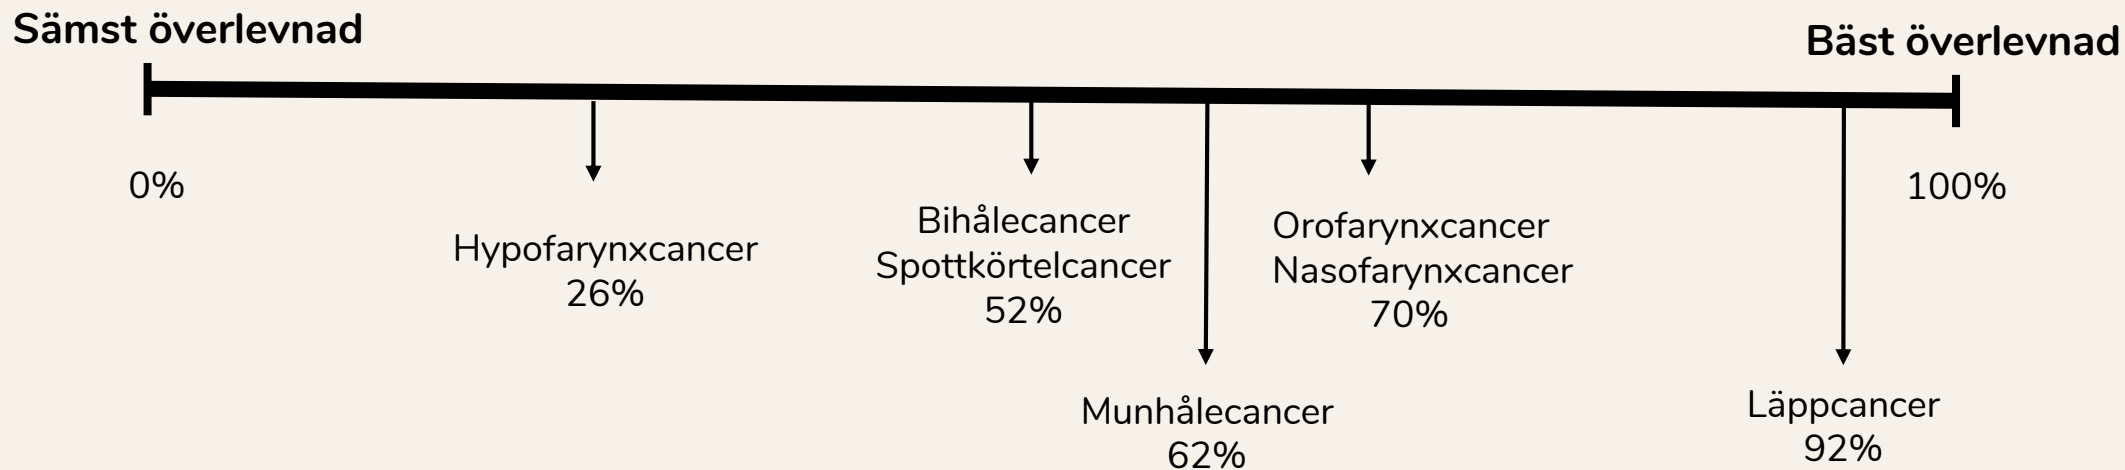 Sämst överlevnad
Bäst överlevnad
0%
100%
Hypofarynxcancer
26%
Bihålecancer
Spottkörtelcancer
52%
Orofarynxcancer
Nasofarynxcancer
70%
Munhålecancer
62%
Läppcancer
92%